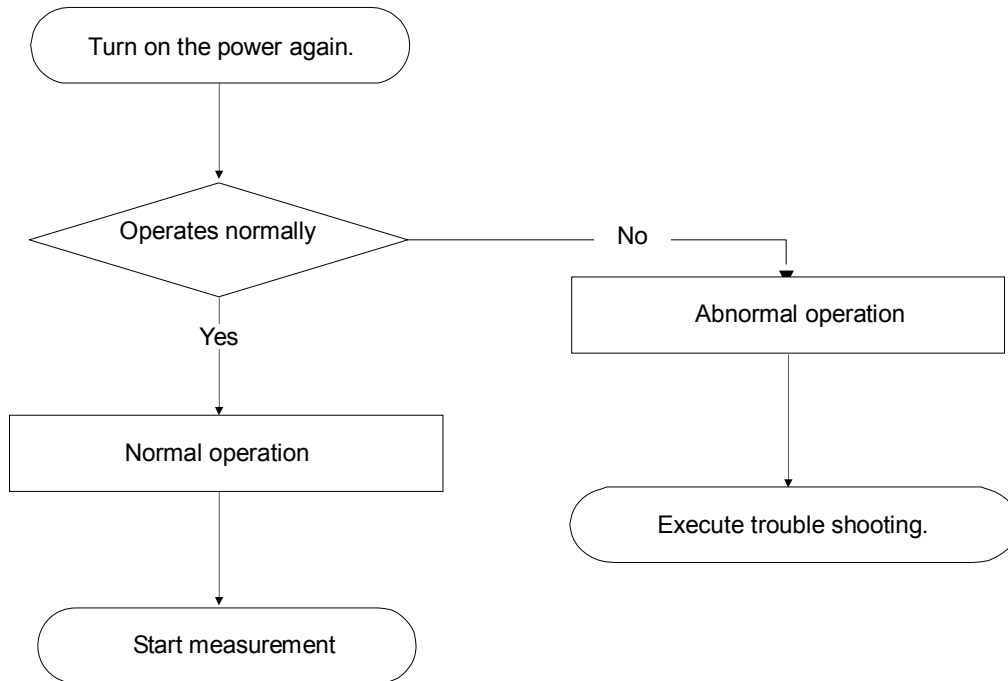 Turn on the power again.
Operates normally
No
Abnormal operation
Yes
Normal operation
Execute trouble shooting.
Start measurement